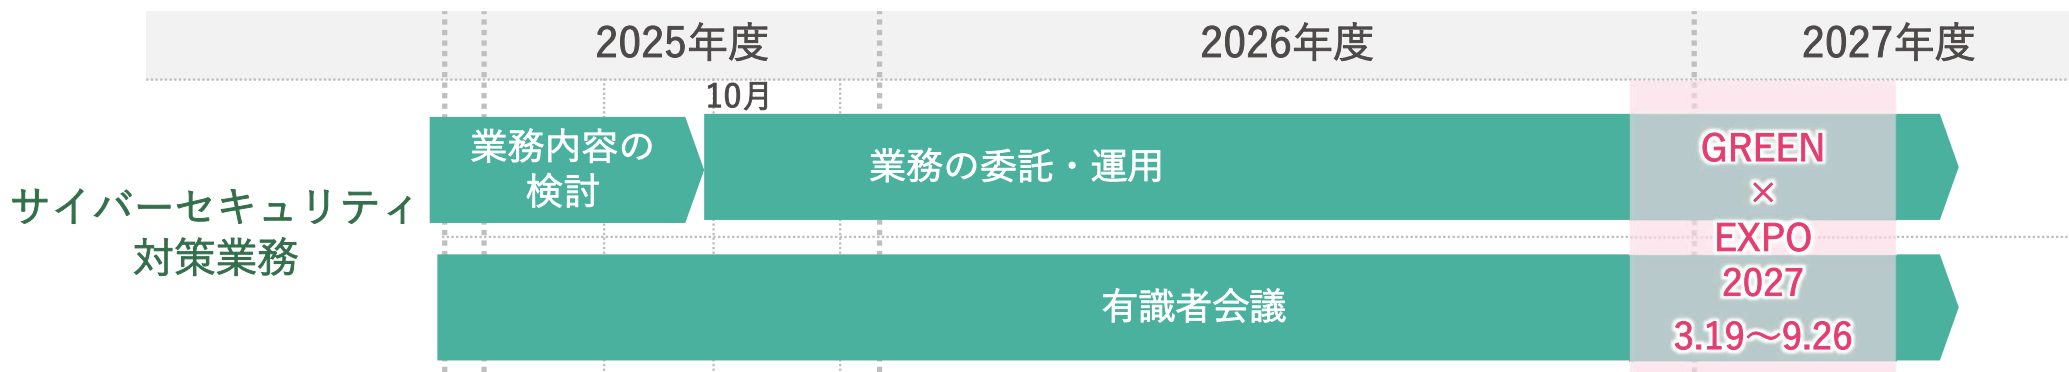 2025年度
2026年度
2027年度
10月
サイバーセキュリティ
対策業務
業務内容の
検討
業務の委託・運用
有識者会議
GREEN
×
EXPO
2027
3.19～9.26